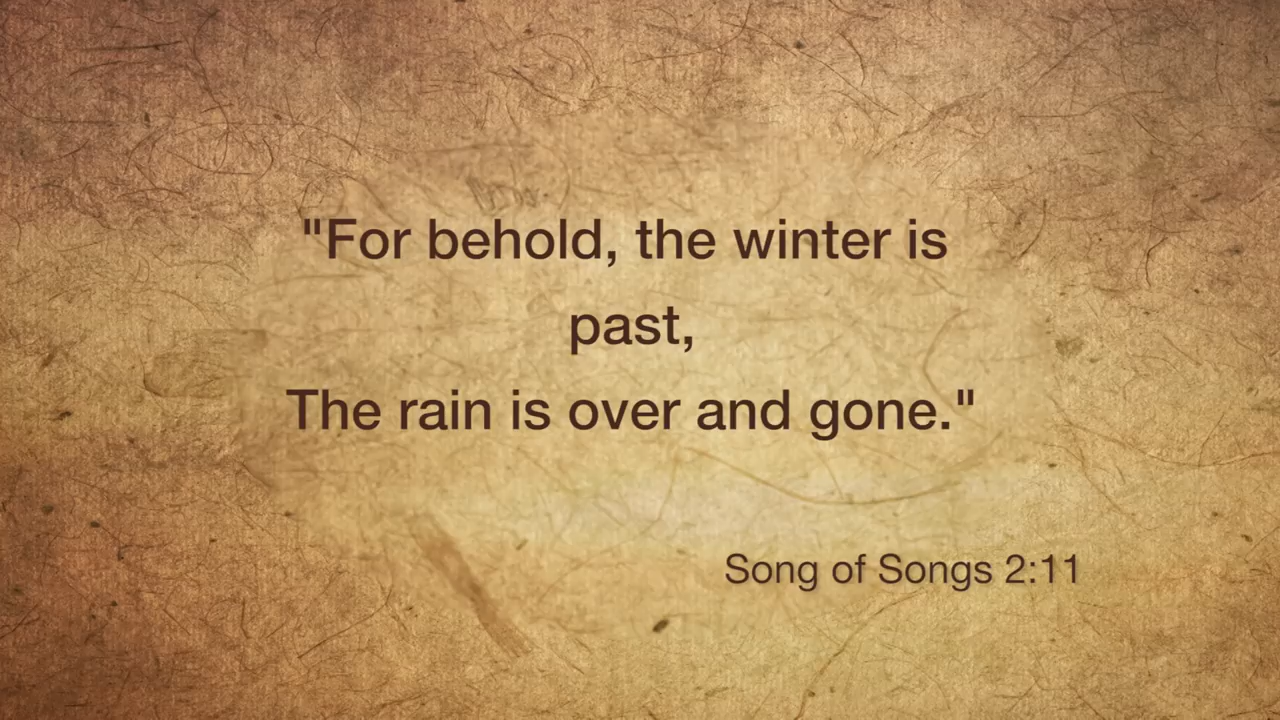 "For behold, the winter is
past,
The rain is over and gone."
Song of Songs 2:11